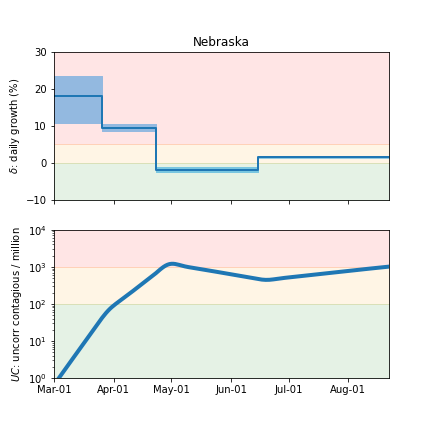 Nebraska
δ: daily growth (%)
30
20
10
0
−10
UC: uncorr contagious / million
10⁴
10³
10²
10¹
10⁰
Mar-01 Apr-01 May-01 Jun-01 Jul-01 Aug-01